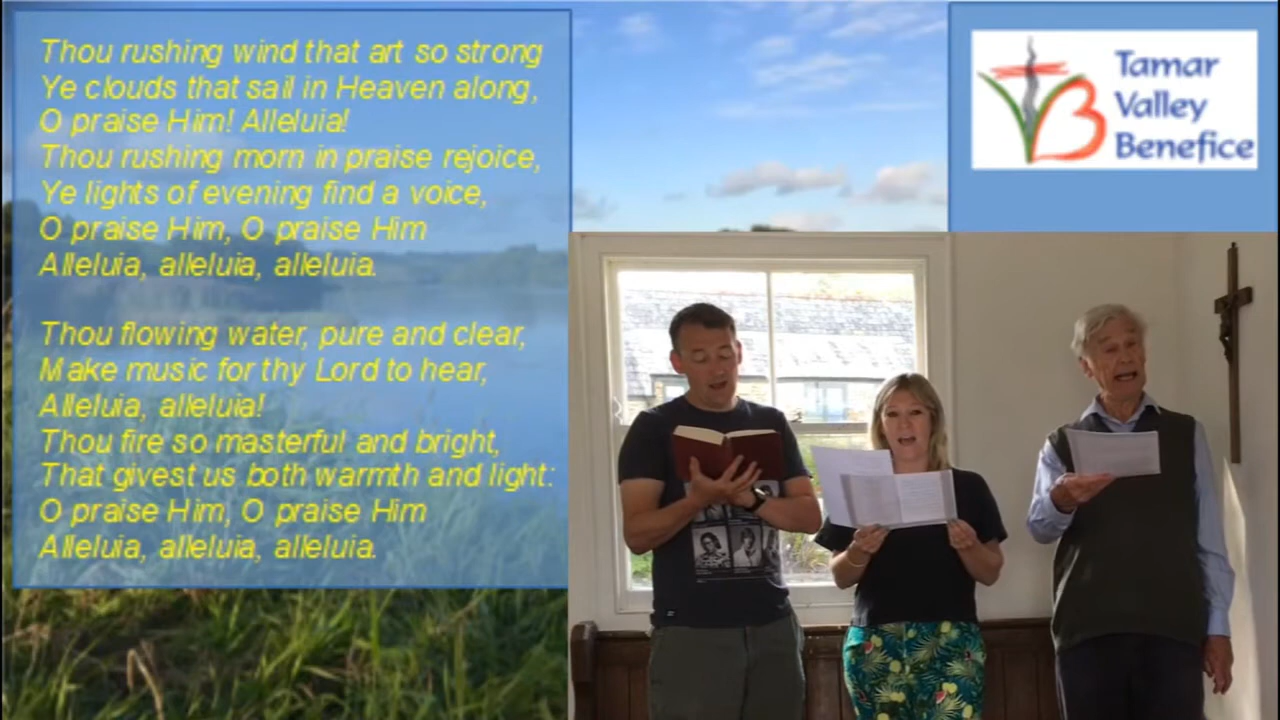 Thou rushing wind that art so strong
Ye clouds that sail in Heaven along,
O praise Him! Alleluia!
Thou rushing morn in praise rejoice,
Ye lights of evening find a voice,
O praise Him, O praise Him
Alleluia, alleluia, alleluia.
Thou flowing water, pure and clear,
Make music for thy Lord to hear,
Alleluia, alleluia!
Thou fire so masterful and bright,
That givest us both warmth and light:
O praise Him, O praise Him
Alleluia, alleluia, alleluia.
Tamar
Valley
Benefice